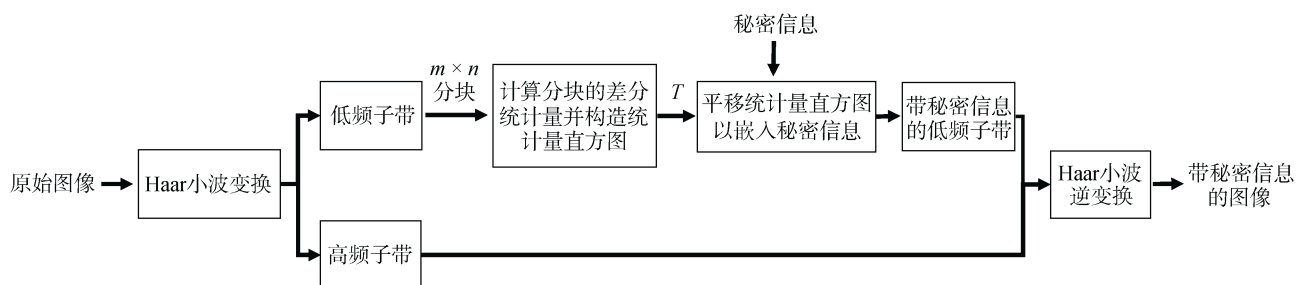 原始图像
Haar小波变换
低频子带
高频子带
m × n
分块
计算分块的差分
统计量并构造统
计量直方图
T
秘密信息
平移统计量直方图
以嵌入秘密信息
带秘密信息
的低频子带
Haar小波
逆变换
带秘密信息
的图像